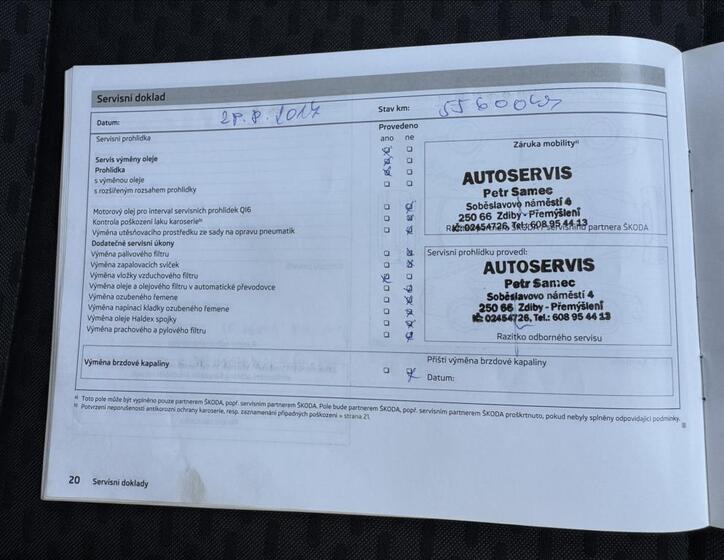 Servisní doklad
Datum: 28.8.2017 Stav km: 55600 km
Servisní prohlídka
Provedeno
ano ne
Servis výměny oleje
Prohlídka
s výměnou oleje
s rozšířeným rozsahem prohlídky
Motorový olej pro interval servisních prohlídek QI6
Kontrola poškození laku karoserie b)
Výměna utěsňovacího prostředku ze sady na opravu pneumatik
Dodatečné servisní úkony
Výměna palivového filtru
Výměna zapalovacích svíček
Výměna vložky vzduchového filtru
Výměna oleje a olejového filtru v automatické převodovce
Výměna ozubeného řemene
Výměna napínací kladky ozubeného řemene
Výměna oleje Haldex spojky
Výměna prachového a pylového filtru
Výměna brzdové kapaliny
Záruka mobility a)
AUTOSERVIS
Petr Samec
Soběslavovo náměstí 4
250 66 Zdiby-Přemyšlení
IČ: 02454726, Tel.: 608 95 44 13
servisního partnera ŠKODA
Servisní prohlídku provedl:
AUTOSERVIS
Petr Samec
Soběslavovo náměstí 4
250 66 Zdiby-Přemyšlení
IČ: 02454726, Tel.: 608 95 44 13
Razítko odborného servisu
Příští výměna brzdové kapaliny
Datum:
a) Toto pole může být vyplněno pouze partnerem ŠKODA, popř. servisním partnerem ŠKODA. Pole bude partnerem ŠKODA, popř. servisním partnerem ŠKODA proškrtnuto, pokud nebyly splněny odpovídající podmínky.
b) Potvrzení neporušenosti antikorozní ochrany karoserie, resp. zaznamenání případných poškození » strana 21.
20 Servisní doklady